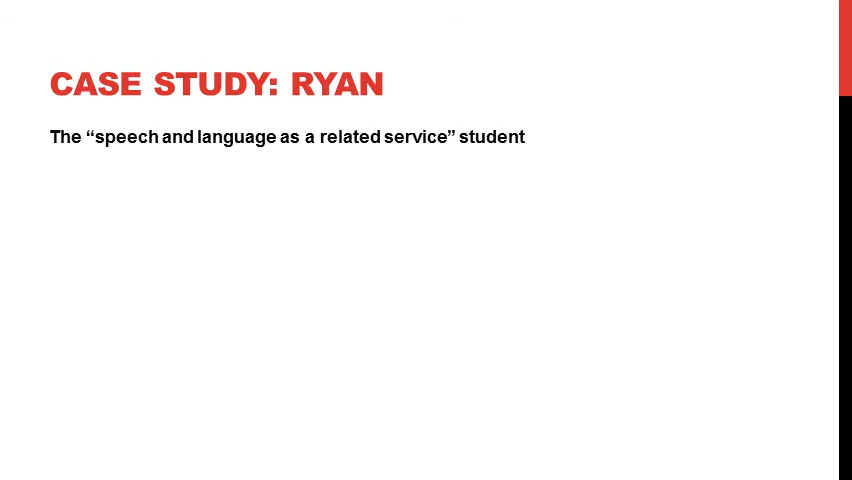 CASE STUDY: RYAN
The “speech and language as a related service” student